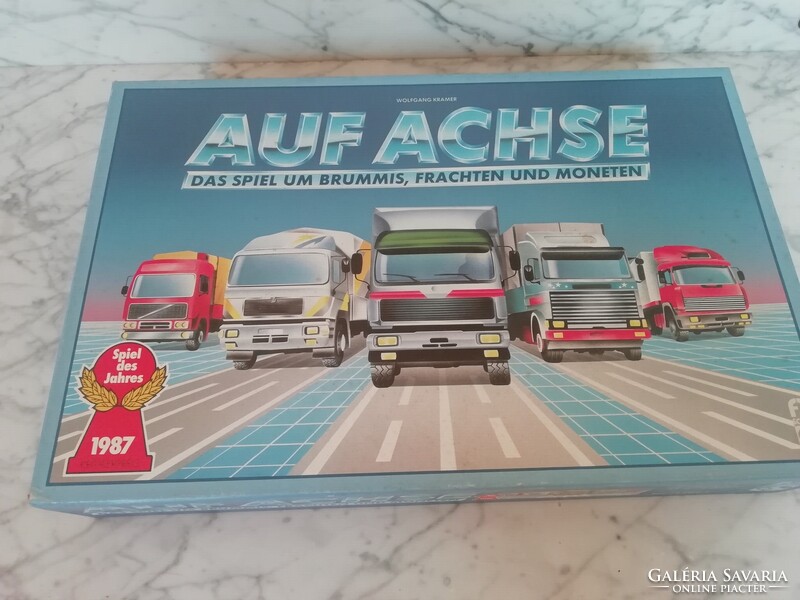 WOLFGANG KRAMER
AUF ACHSE
DAS SPIEL UM BRUMMIS, FRACHTEN UND MONETEN
Spiel
des
Jahres
1987
GALÉRIA SAVARIA
ONLINE PIACTÉR